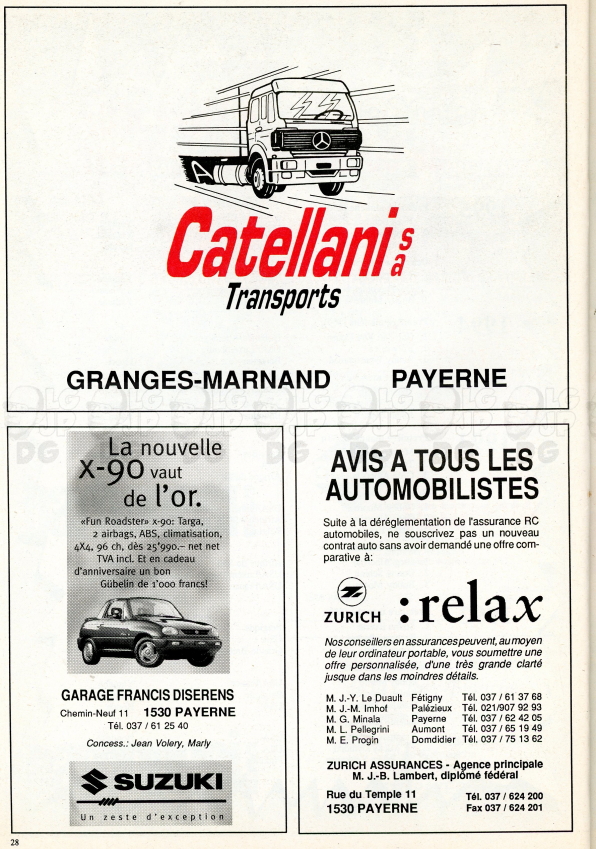 Catellani sa
Transports
GRANGES-MARNAND PAYERNE
La nouvelle
x-90 vaut
de l'or.
«Fun Roadster» x-90: Targa,
2 airbags, ABS, climatisation,
4X4, 96 ch, dès 25'990.– net net
TVA incl. Et en cadeau
d'anniversaire un bon
Gübelin de 1'000 francs!
GARAGE FRANCIS DISERENS
Chemin-Neuf 11 1530 PAYERNE
Tél. 037 / 61 25 40
Concess.: Jean Volery, Marly
SUZUKI
Un zeste d'exception
AVIS A TOUS LES
AUTOMOBILISTES
Suite à la déréglementation de l'assurance RC
automobiles, ne souscrivez pas un nouveau
contrat auto sans avoir demandé une offre com-
parative à:
ZURICH :relax
Nos conseillers en assurances peuvent, au moyen
de leur ordinateur portable, vous soumettre une
offre personnalisée, d'une très grande clarté
jusque dans les moindres détails.
M. J.-Y. Le Duault Fétigny Tél. 037 / 61 37 68
M. J.-M. Imhof Palézieux Tél. 021/907 92 93
M. G. Minala Payerne Tél. 037 / 62 42 05
M. L. Pellegrini Aumont Tél. 037 / 65 19 49
M. E. Progin Domdidier Tél. 037 / 75 13 62
ZURICH ASSURANCES - Agence principale
M. J.-B. Lambert, diplômé fédéral
Rue du Temple 11 Tél. 037 / 624 200
1530 PAYERNE Fax 037 / 624 201
28